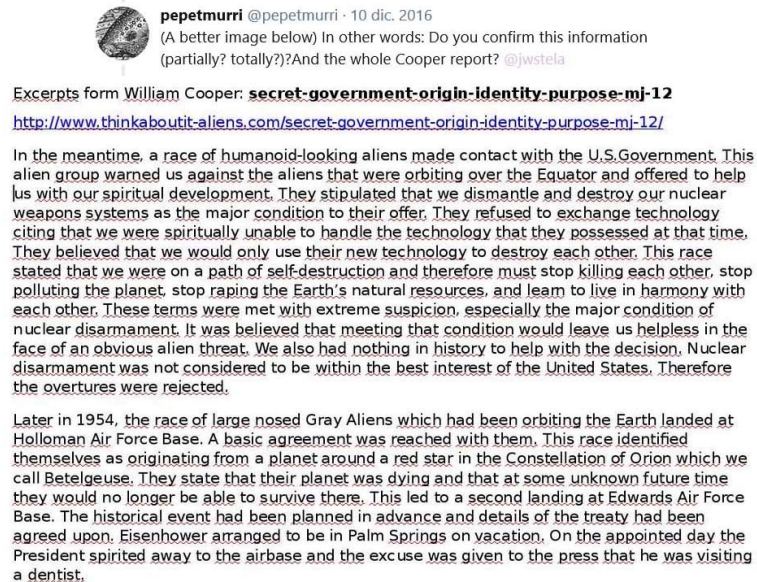 pepetmurri @pepetmurri · 10 dic. 2016
(A better image below) In other words: Do you confirm this information
(partially? totally?)?And the whole Cooper report? @jwstela
Excerpts form William Cooper: secret-government-origin-identity-purpose-mj-12
http://www.thinkaboutit-aliens.com/secret-government-origin-identity-purpose-mj-12/
In the meantime, a race of humanoid-looking aliens made contact with the U.S.Government. This
alien group warned us against the aliens that were orbiting over the Equator and offered to help
us with our spiritual development. They stipulated that we dismantle and destroy our nuclear
weapons systems as the major condition to their offer. They refused to exchange technology
citing that we were spiritually unable to handle the technology that they possessed at that time.
They believed that we would only use their new technology to destroy each other. This race
stated that we were on a path of self-destruction and therefore must stop killing each other, stop
polluting the planet, stop raping the Earth's natural resources, and learn to live in harmony with
each other. These terms were met with extreme suspicion, especially the major condition of
nuclear disarmament. It was believed that meeting that condition would leave us helpless in the
face of an obvious alien threat. We also had nothing in history to help with the decision. Nuclear
disarmament was not considered to be within the best interest of the United States. Therefore
the overtures were rejected.
Later in 1954, the race of large nosed Gray Aliens which had been orbiting the Earth landed at
Holloman Air Force Base. A basic agreement was reached with them. This race identified
themselves as originating from a planet around a red star in the Constellation of Orion which we
call Betelgeuse. They state that their planet was dying and that at some unknown future time
they would no longer be able to survive there. This led to a second landing at Edwards Air Force
Base. The historical event had been planned in advance and details of the treaty had been
agreed upon. Eisenhower arranged to be in Palm Springs on vacation. On the appointed day the
President spirited away to the airbase and the excuse was given to the press that he was visiting
a dentist.